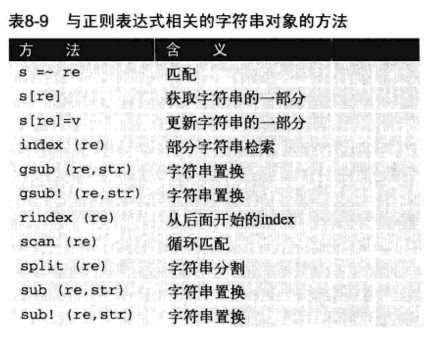 表8-9 与正则表达式相关的字符串对象的方法
方 法 含 义
s =~ re 匹配
s[re] 获取字符串的一部分
s[re]=v 更新字符串的一部分
index (re) 部分字符串检索
gsub (re,str) 字符串置换
gsub! (re,str) 字符串置换
rindex (re) 从后面开始的index
scan (re) 循环匹配
split (re) 字符串分割
sub (re,str) 字符串置换
sub! (re,str) 字符串置换